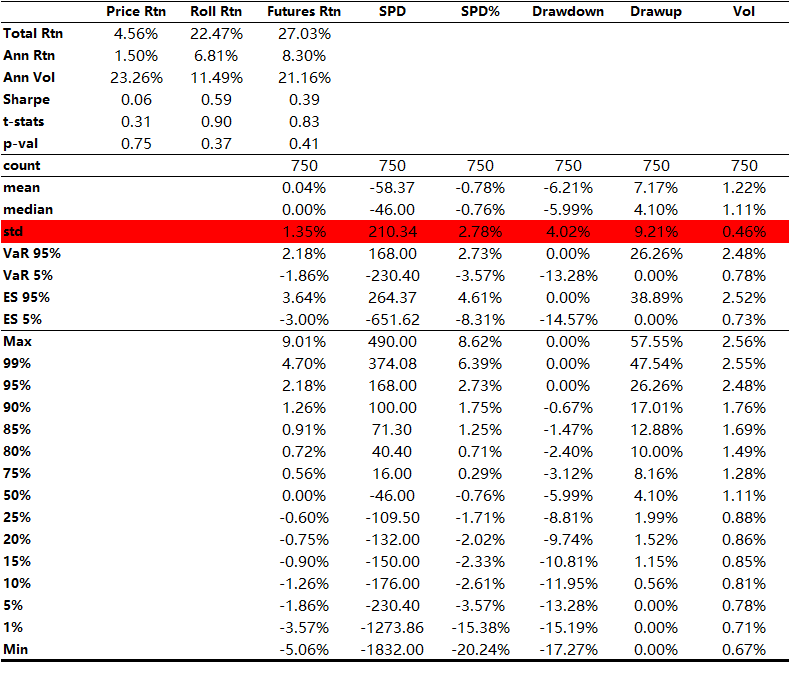 Price Rtn Roll Rtn Futures Rtn SPD SPD% Drawdown Drawup Vol
Total Rtn 4.56% 22.47% 27.03%
Ann Rtn 1.50% 6.81% 8.30%
Ann Vol 23.26% 11.49% 21.16%
Sharpe 0.06 0.59 0.39
t-stats 0.31 0.90 0.83
p-val 0.75 0.37 0.41
count 750 750 750 750 750 750
mean 0.04% -58.37 -0.78% -6.21% 7.17% 1.22%
median 0.00% -46.00 -0.76% -5.99% 4.10% 1.11%
std 1.35% 210.34 2.78% 4.02% 9.21% 0.46%
VaR 95% 2.18% 168.00 2.73% 0.00% 26.26% 2.48%
VaR 5% -1.86% -230.40 -3.57% -13.28% 0.00% 0.78%
ES 95% 3.64% 264.37 4.61% 0.00% 38.89% 2.52%
ES 5% -3.00% -651.62 -8.31% -14.57% 0.00% 0.73%
Max 9.01% 490.00 8.62% 0.00% 57.55% 2.56%
99% 4.70% 374.08 6.39% 0.00% 47.54% 2.55%
95% 2.18% 168.00 2.73% 0.00% 26.26% 2.48%
90% 1.26% 100.00 1.75% -0.67% 17.01% 1.76%
85% 0.91% 71.30 1.25% -1.47% 12.88% 1.69%
80% 0.72% 40.40 0.71% -2.40% 10.00% 1.49%
75% 0.56% 16.00 0.29% -3.12% 8.16% 1.28%
50% 0.00% -46.00 -0.76% -5.99% 4.10% 1.11%
25% -0.60% -109.50 -1.71% -8.81% 1.99% 0.88%
20% -0.75% -132.00 -2.02% -9.74% 1.52% 0.86%
15% -0.90% -150.00 -2.33% -10.81% 1.15% 0.85%
10% -1.26% -176.00 -2.61% -11.95% 0.56% 0.81%
5% -1.86% -230.40 -3.57% -13.28% 0.00% 0.78%
1% -3.57% -1273.86 -15.38% -15.19% 0.00% 0.71%
Min -5.06% -1832.00 -20.24% -17.27% 0.00% 0.67%